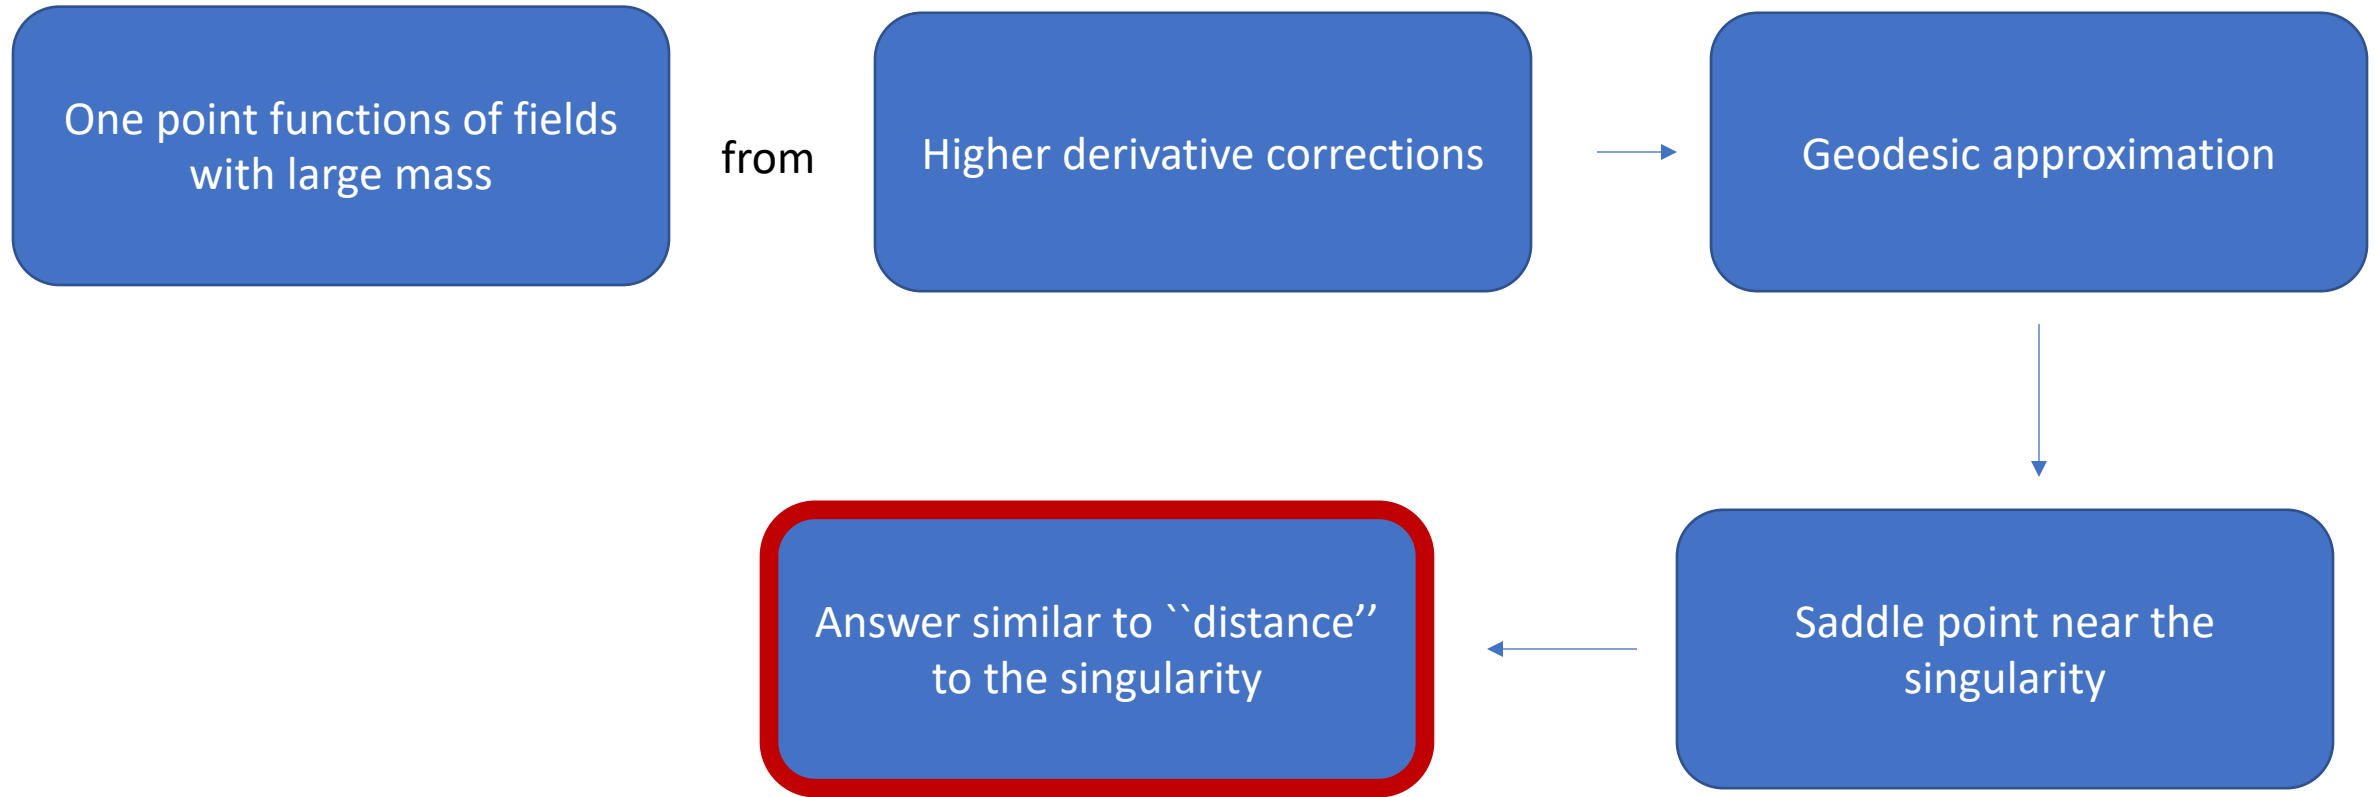 One point functions of fields
with large mass
from
Higher derivative corrections
Geodesic approximation
Saddle point near the
singularity
Answer similar to ``distance’’
to the singularity